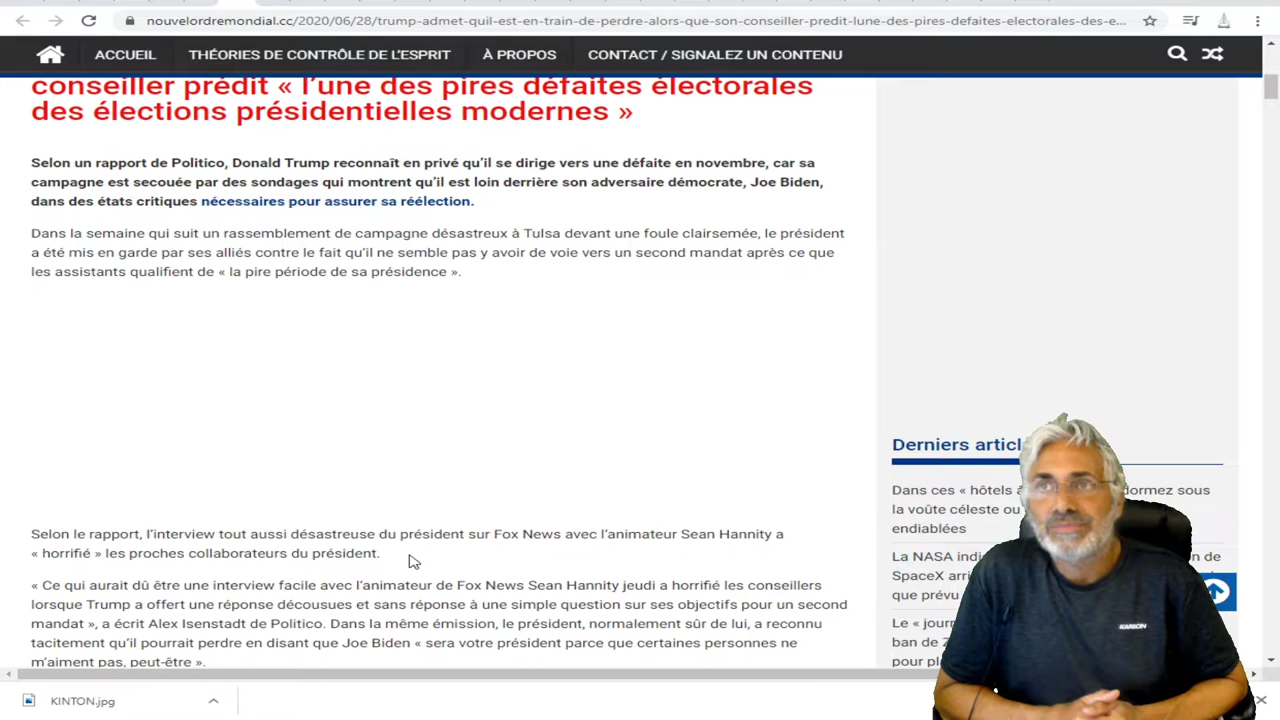 nouvelordremondial.cc/2020/06/28/trump-admet-quil-est-en-train-de-perdre-alors-que-son-conseiller-predit-lune-des-pires-defaites-electorales-des-e...
ACCUEIL THÉORIES DE CONTRÔLE DE L'ESPRIT À PROPOS CONTACT / SIGNALEZ UN CONTENU
conseiller prédit « l'une des pires défaites électorales
des élections présidentielles modernes »
Selon un rapport de Politico, Donald Trump reconnaît en privé qu'il se dirige vers une défaite en novembre, car sa
campagne est secouée par des sondages qui montrent qu'il est loin derrière son adversaire démocrate, Joe Biden,
dans des états critiques nécessaires pour assurer sa réélection.
Dans la semaine qui suit un rassemblement de campagne désastreux à Tulsa devant une foule clairsemée, le président
a été mis en garde par ses alliés contre le fait qu'il ne semble pas y avoir de voie vers un second mandat après ce que
les assistants qualifient de « la pire période de sa présidence ».
Selon le rapport, l'interview tout aussi désastreuse du président sur Fox News avec l'animateur Sean Hannity a
« horrifié » les proches collaborateurs du président.
« Ce qui aurait dû être une interview facile avec l'animateur de Fox News Sean Hannity jeudi a horrifié les conseillers
lorsque Trump a offert une réponse décousues et sans réponse à une simple question sur ses objectifs pour un second
mandat », a écrit Alex Isenstadt de Politico. Dans la même émission, le président, normalement sûr de lui, a reconnu
tacitement qu'il pourrait perdre en disant que Joe Biden « sera votre président parce que certaines personnes ne
m'aiment pas, peut-être ».
Derniers articl
Dans ces « hôtels à dormez sous
la voûte céleste ou
endiablées
La NASA indi de
SpaceX arri
que prévu
Le « journ
ban de Z
pour pl
KARBON
KINTON.jpg